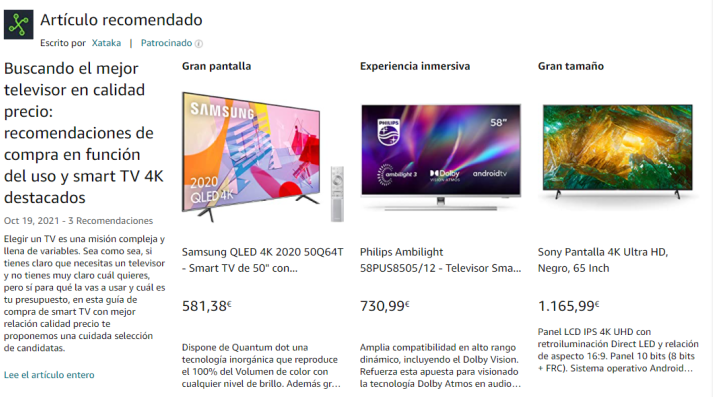 Artículo recomendado
Escrito por Xataka | Patrocinado
Buscando el mejor
televisor en calidad
precio:
recomendaciones de
compra en función
del uso y smart TV 4K
destacados
Oct 19, 2021 - 3 Recomendaciones
Elegir un TV es una misión compleja y
llena de variables. Sea como sea, si
tienes claro que necesitas un televisor
y no tienes muy claro cuál quieres,
pero sí para qué la vas a usar y cuál es
tu presupuesto, en esta guía de
compra de smart TV con mejor
relación calidad precio te
proponemos una cuidada selección
de candidatas.
Lee el artículo entero
Gran pantalla
SAMSUNG
2020
QLED 4K
Samsung QLED 4K 2020 50Q64T
- Smart TV de 50" con...
581,38€
Dispone de Quantum dot una
tecnología inorgánica que reproduce
el 100% del Volumen de color con
cualquier nivel de brillo. Además gr...
Experiencia inmersiva
PHILIPS
58"
ambilight 3
Dolby
VISION ATMOS
androidtv
Philips Ambilight
58PUS8505/12 - Televisor Sma...
730,99€
Amplia compatibilidad en alto rango
dinámico, incluyendo el Dolby Vision.
Refuerza esta apuesta para visionado
la tecnología Dolby Atmos en audio...
Gran tamaño
Sony Pantalla 4K Ultra HD,
Negro, 65 Inch
1.165,99€
Panel LCD IPS 4K UHD con
retroiluminación Direct LED y relación
de aspecto 16:9. Panel 10 bits (8 bits
+ FRC). Sistema operativo Android...